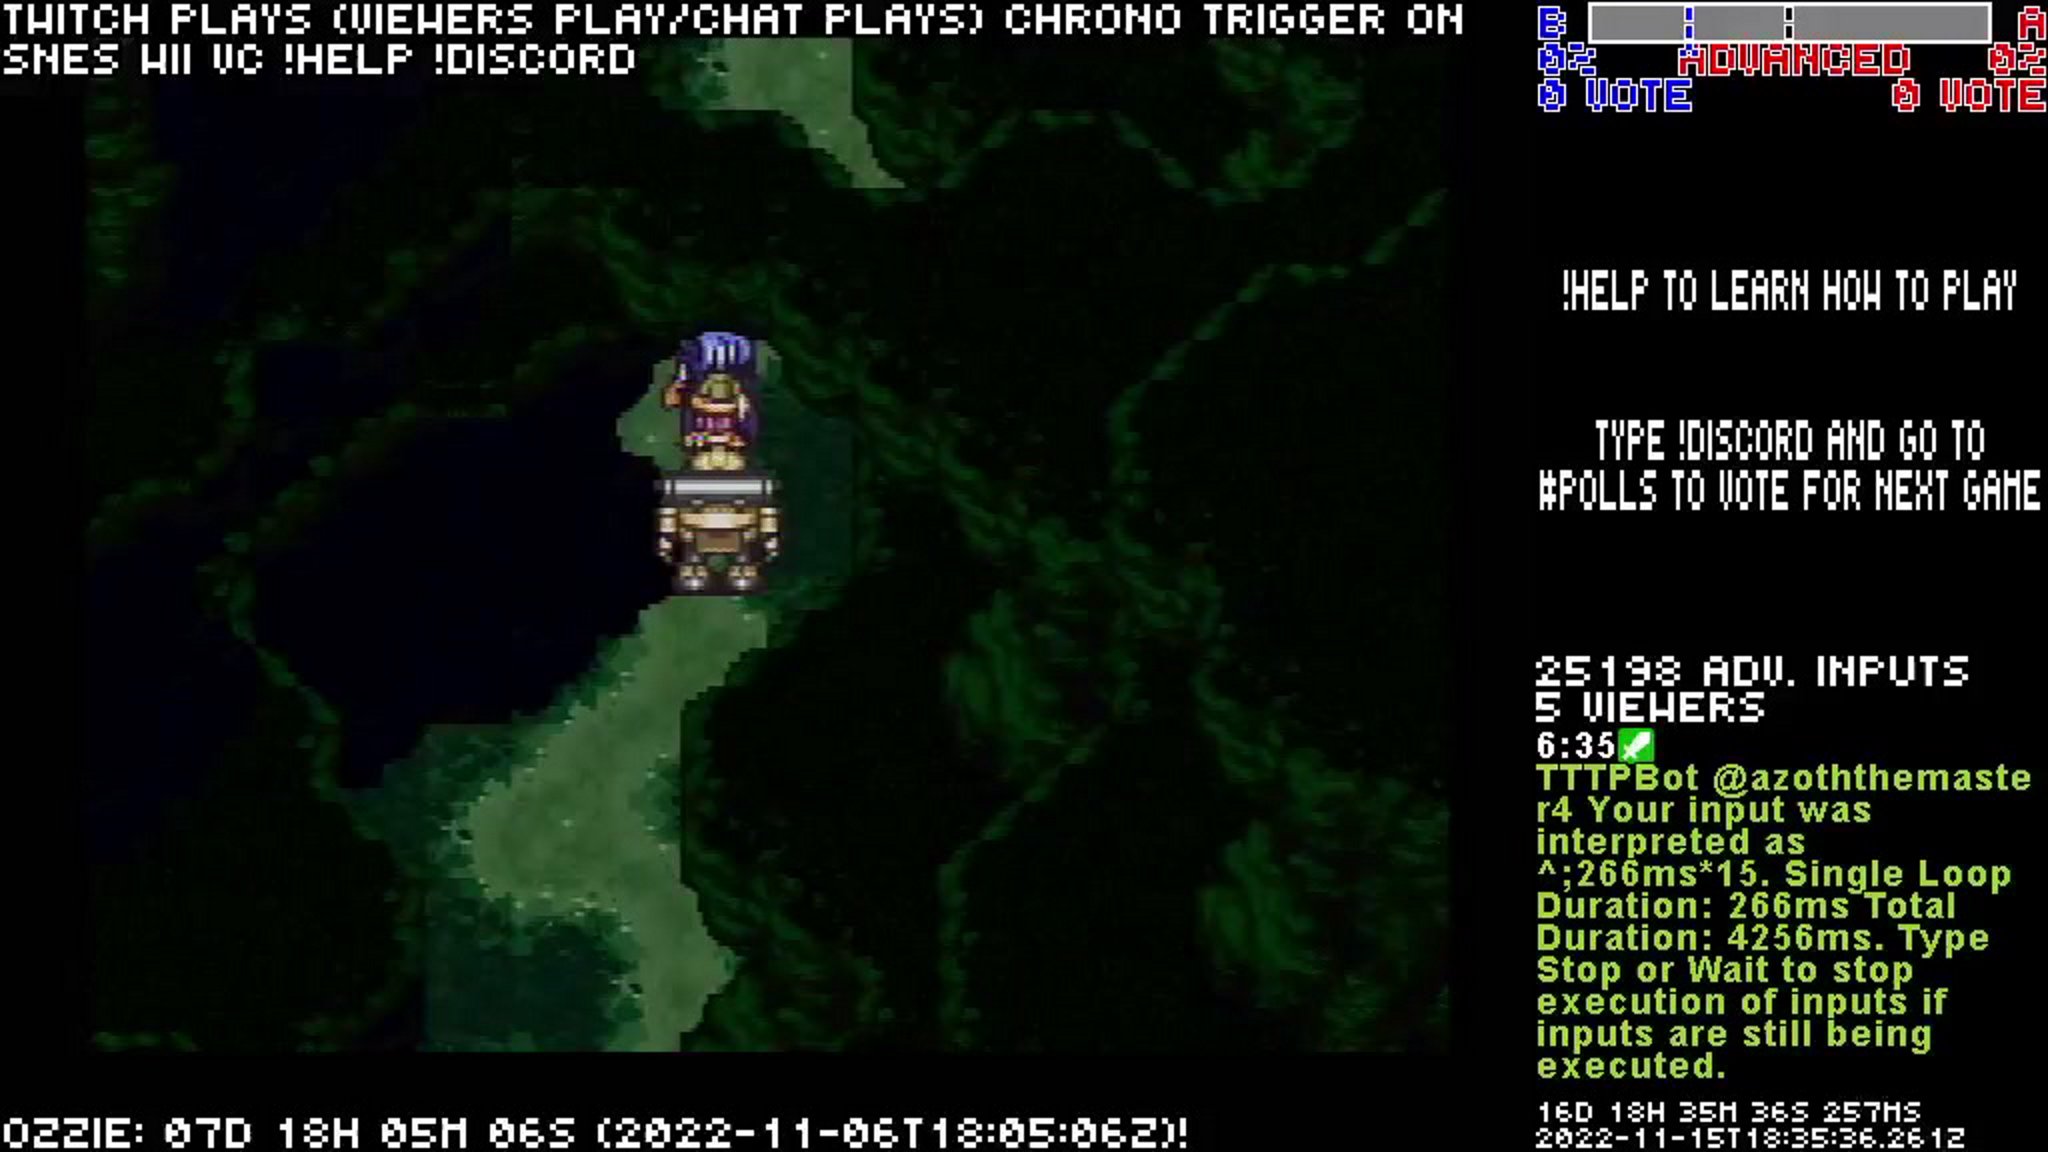 TWITCH PLAYS (VIEWERS PLAY/CHAT PLAYS) CHRONO TRIGGER ON
SNES WII VC !HELP !DISCORD
B A
0% ADVANCED 0%
0 VOTE 0 VOTE
!HELP TO LEARN HOW TO PLAY
TYPE !DISCORD AND GO TO
#POLLS TO VOTE FOR NEXT GAME
25198 ADV. INPUTS
5 VIEWERS
6:35
TTTPBot @azoththemaste
r4 Your input was
interpreted as
^;266ms*15. Single Loop
Duration: 266ms Total
Duration: 4256ms. Type
Stop or Wait to stop
execution of inputs if
inputs are still being
executed.
16D 18H 35M 36S 257MS
2022-11-15T18:35:36.261Z
OZZIE: 07D 18H 05M 06S (2022-11-06T18:05:06Z)!